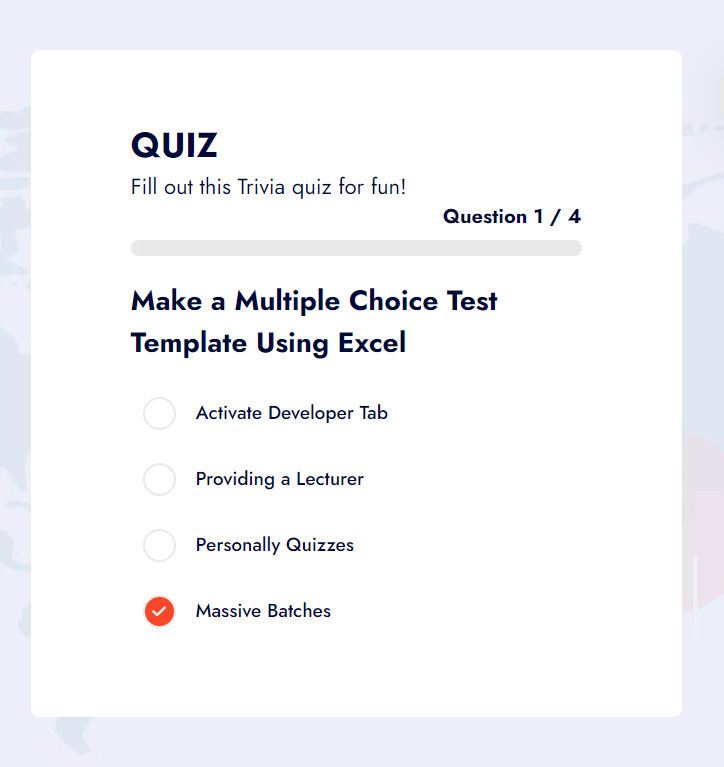 QUIZ
Fill out this Trivia quiz for fun!
Question 1 / 4
Make a Multiple Choice Test
Template Using Excel
Activate Developer Tab
Providing a Lecturer
Personally Quizzes
Massive Batches